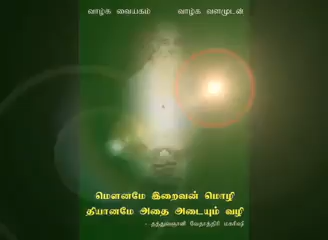 வாழ்க வையகம் வாழ்க வளமுடன்
மௌனமே இறைவன் மொழி
தியானமே அதை அடையும் வழி
- தத்துவஞானி வேதாத்திரி மகரிஷி